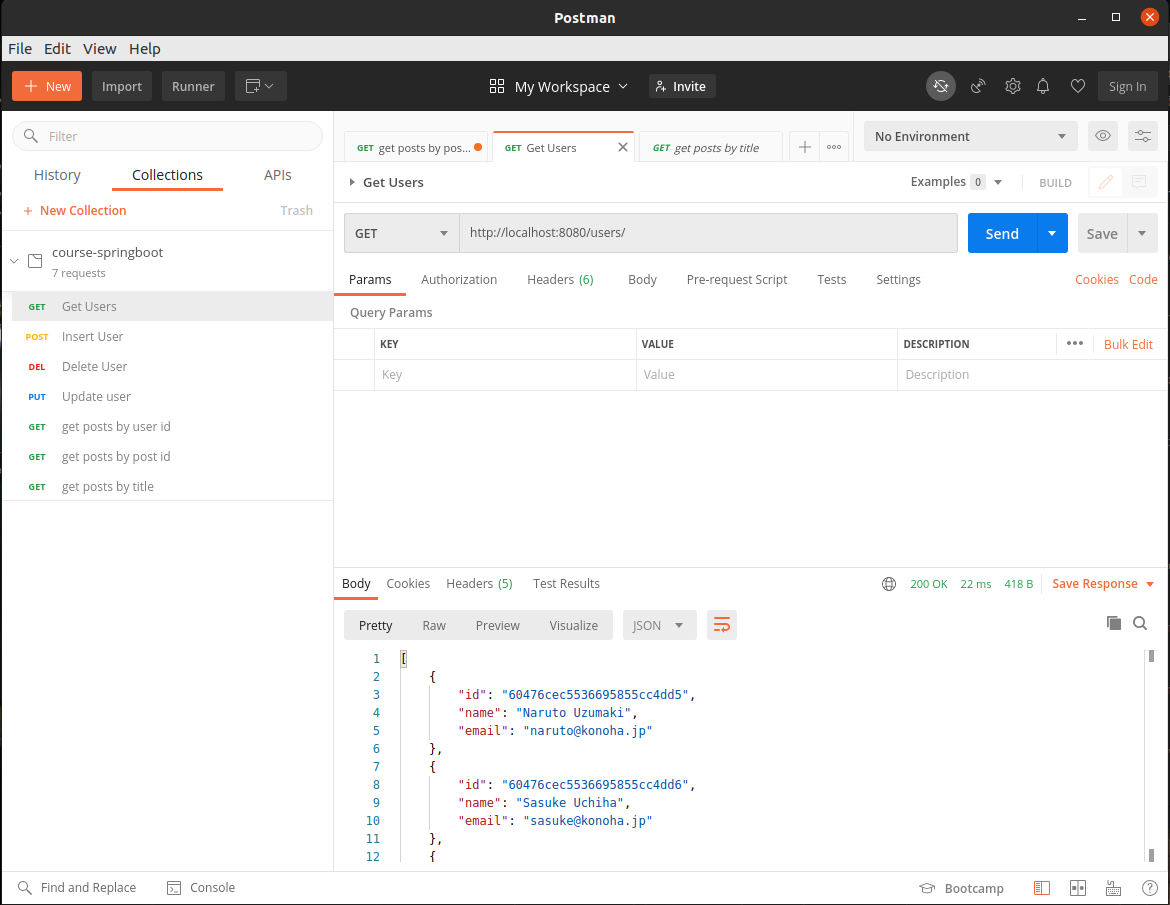 Postman
File Edit View Help
New Import Runner My Workspace Invite Sign In
Filter
History Collections APIs
New Collection Trash
course-springboot
7 requests
GET Get Users
POST Insert User
DEL Delete User
PUT Update user
GET get posts by user id
GET get posts by post id
GET get posts by title
GET get posts by pos... GET Get Users GET get posts by title
No Environment
Get Users Examples 0 BUILD
GET http://localhost:8080/users/ Send Save
Params Authorization Headers (6) Body Pre-request Script Tests Settings Cookies Code
Query Params
KEY VALUE DESCRIPTION Bulk Edit
Key Value Description
Body Cookies Headers (5) Test Results 200 OK 22 ms 418 B Save Response
Pretty Raw Preview Visualize JSON
1 [
2 {
3 "id": "60476cec5536695855cc4dd5",
4 "name": "Naruto Uzumaki",
5 "email": "naruto@konoha.jp"
6 },
7 {
8 "id": "60476cec5536695855cc4dd6",
9 "name": "Sasuke Uchiha",
10 "email": "sasuke@konoha.jp"
11 },
12 {
Find and Replace Console Bootcamp